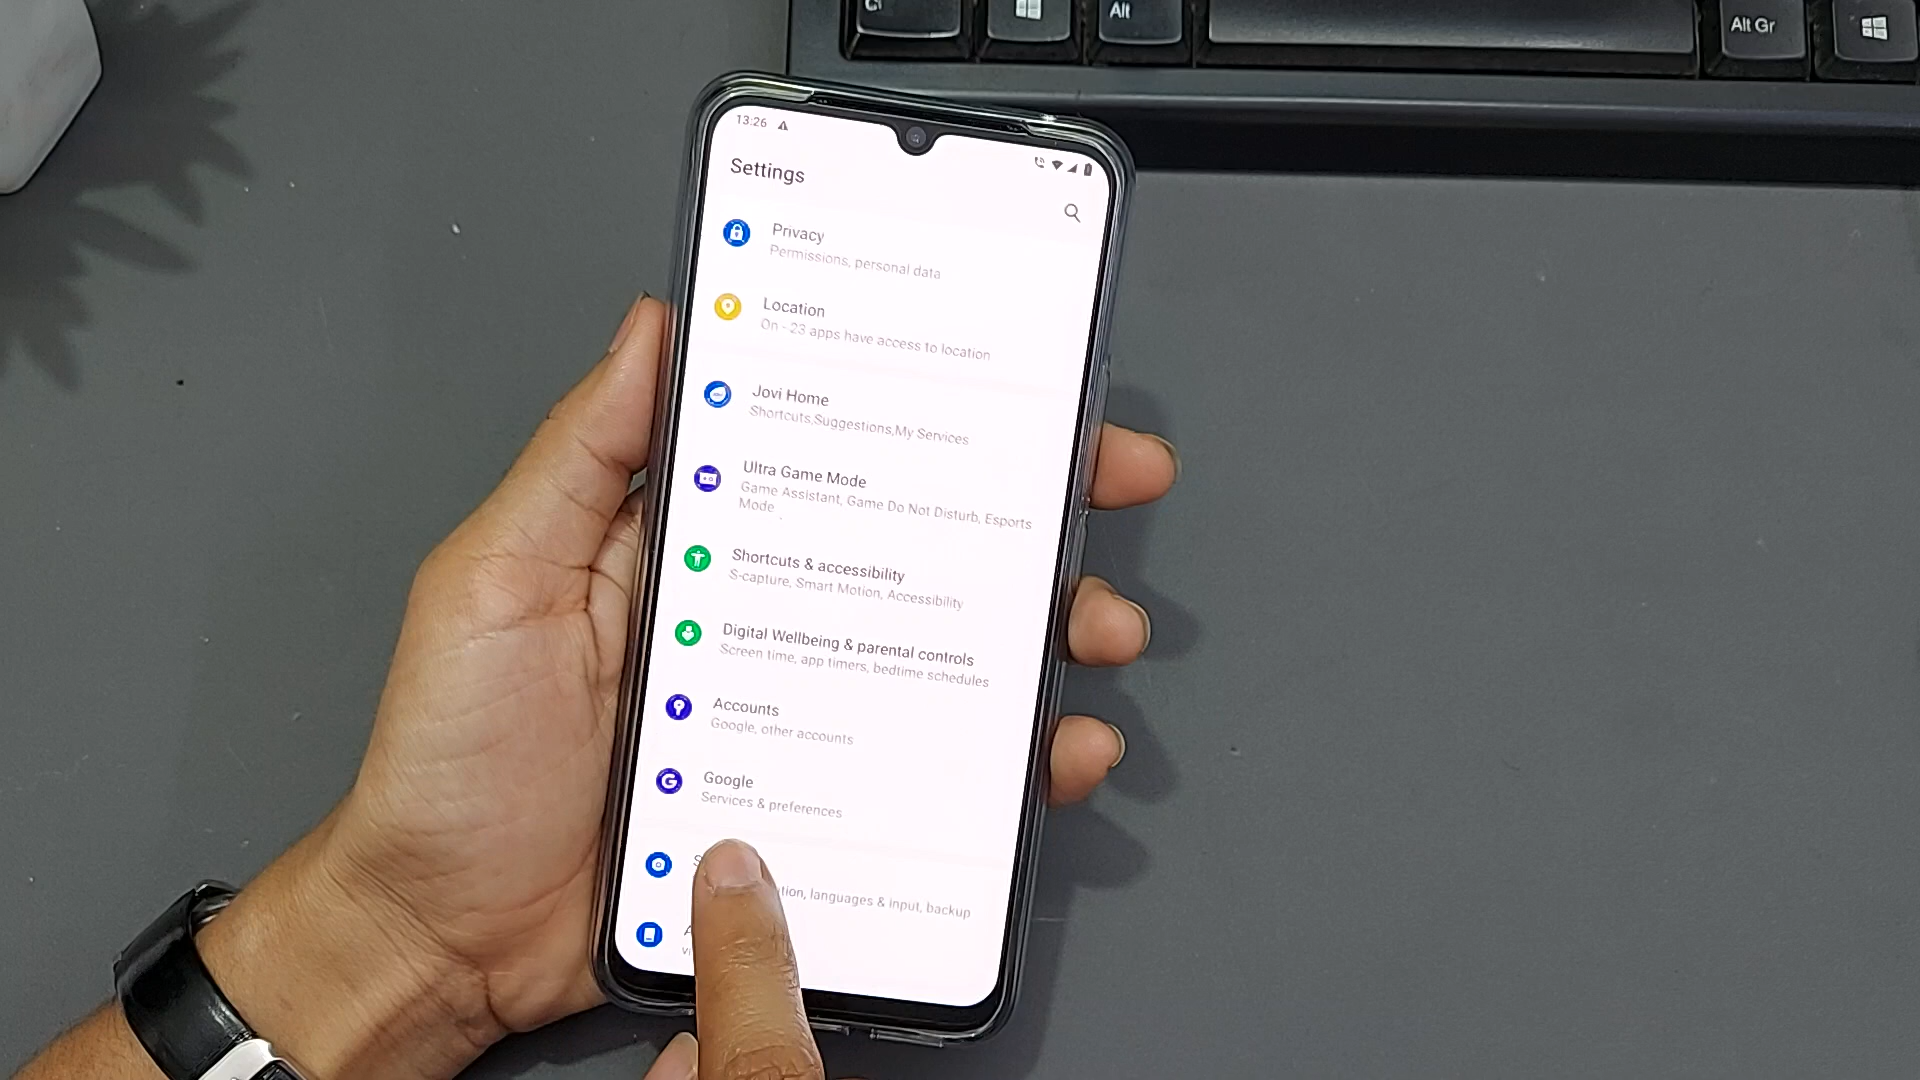 Alt
Alt Gr
13:26
Settings
Privacy
Permissions, personal data
Location
On - 23 apps have access to location
Jovi Home
Shortcuts,Suggestions,My Services
Ultra Game Mode
Game Assistant, Game Do Not Disturb, Esports
Mode
Shortcuts & accessibility
S-capture, Smart Motion, Accessibility
Digital Wellbeing & parental controls
Screen time, app timers, bedtime schedules
Accounts
Google, other accounts
Google
Services & preferences
languages & input, backup